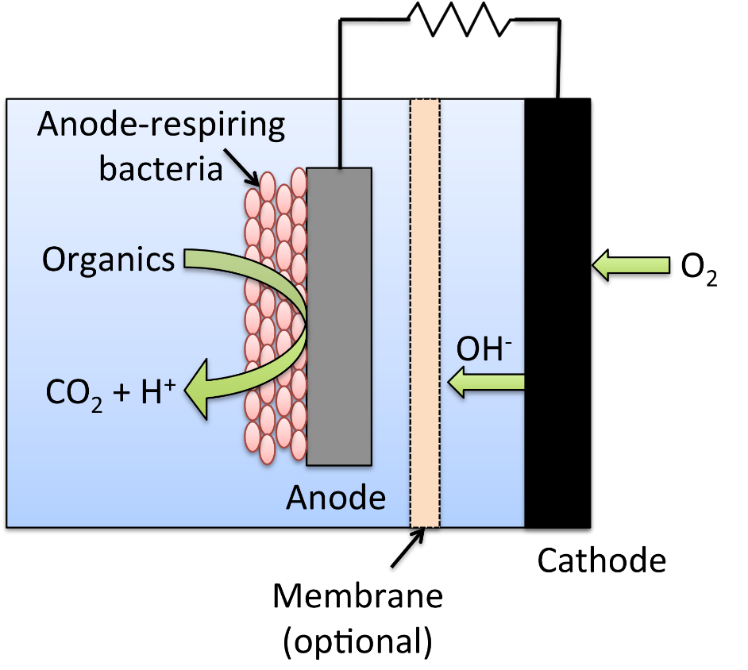 Anode-respiring
bacteria
Organics
O₂
OH⁻
CO₂ + H⁺
Anode
Cathode
Membrane
(optional)